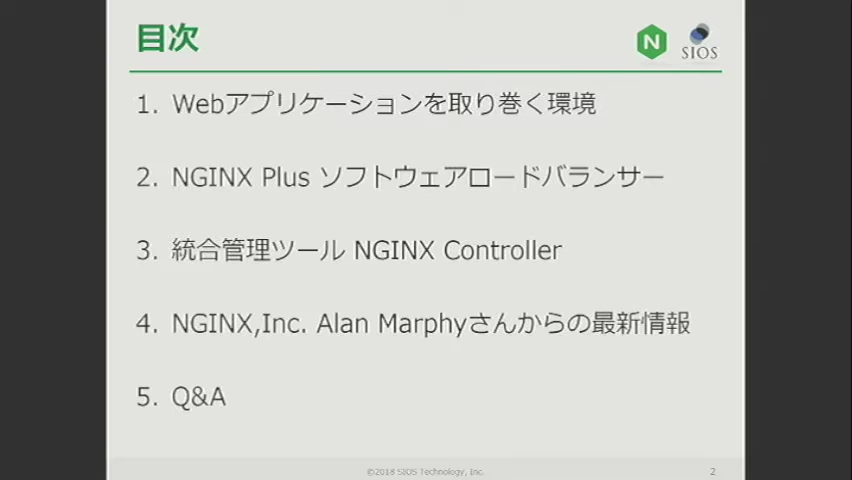 目次
N
SIOS
1. Webアプリケーションを取り巻く環境
2. NGINX Plus ソフトウェアロードバランサー
3. 統合管理ツール NGINX Controller
4. NGINX,Inc. Alan Marphyさんからの最新情報
5. Q&A
©2018 SIOS Technology, Inc.
2